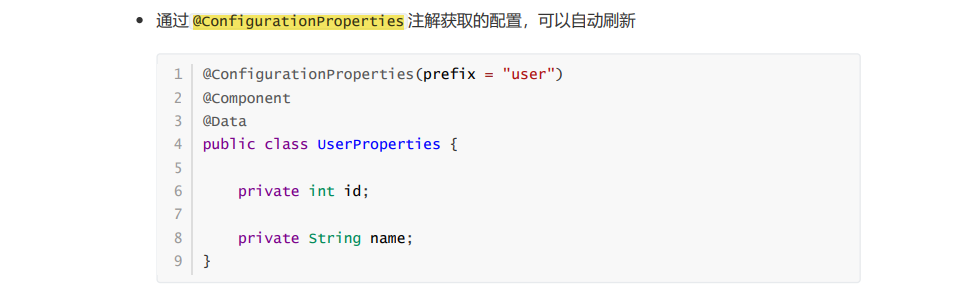 • 通过 @ConfigurationProperties 注解获取的配置，可以自动刷新
1 @ConfigurationProperties(prefix = "user")
2 @Component
3 @Data
4 public class UserProperties {
5
6     private int id;
7
8     private String name;
9 }